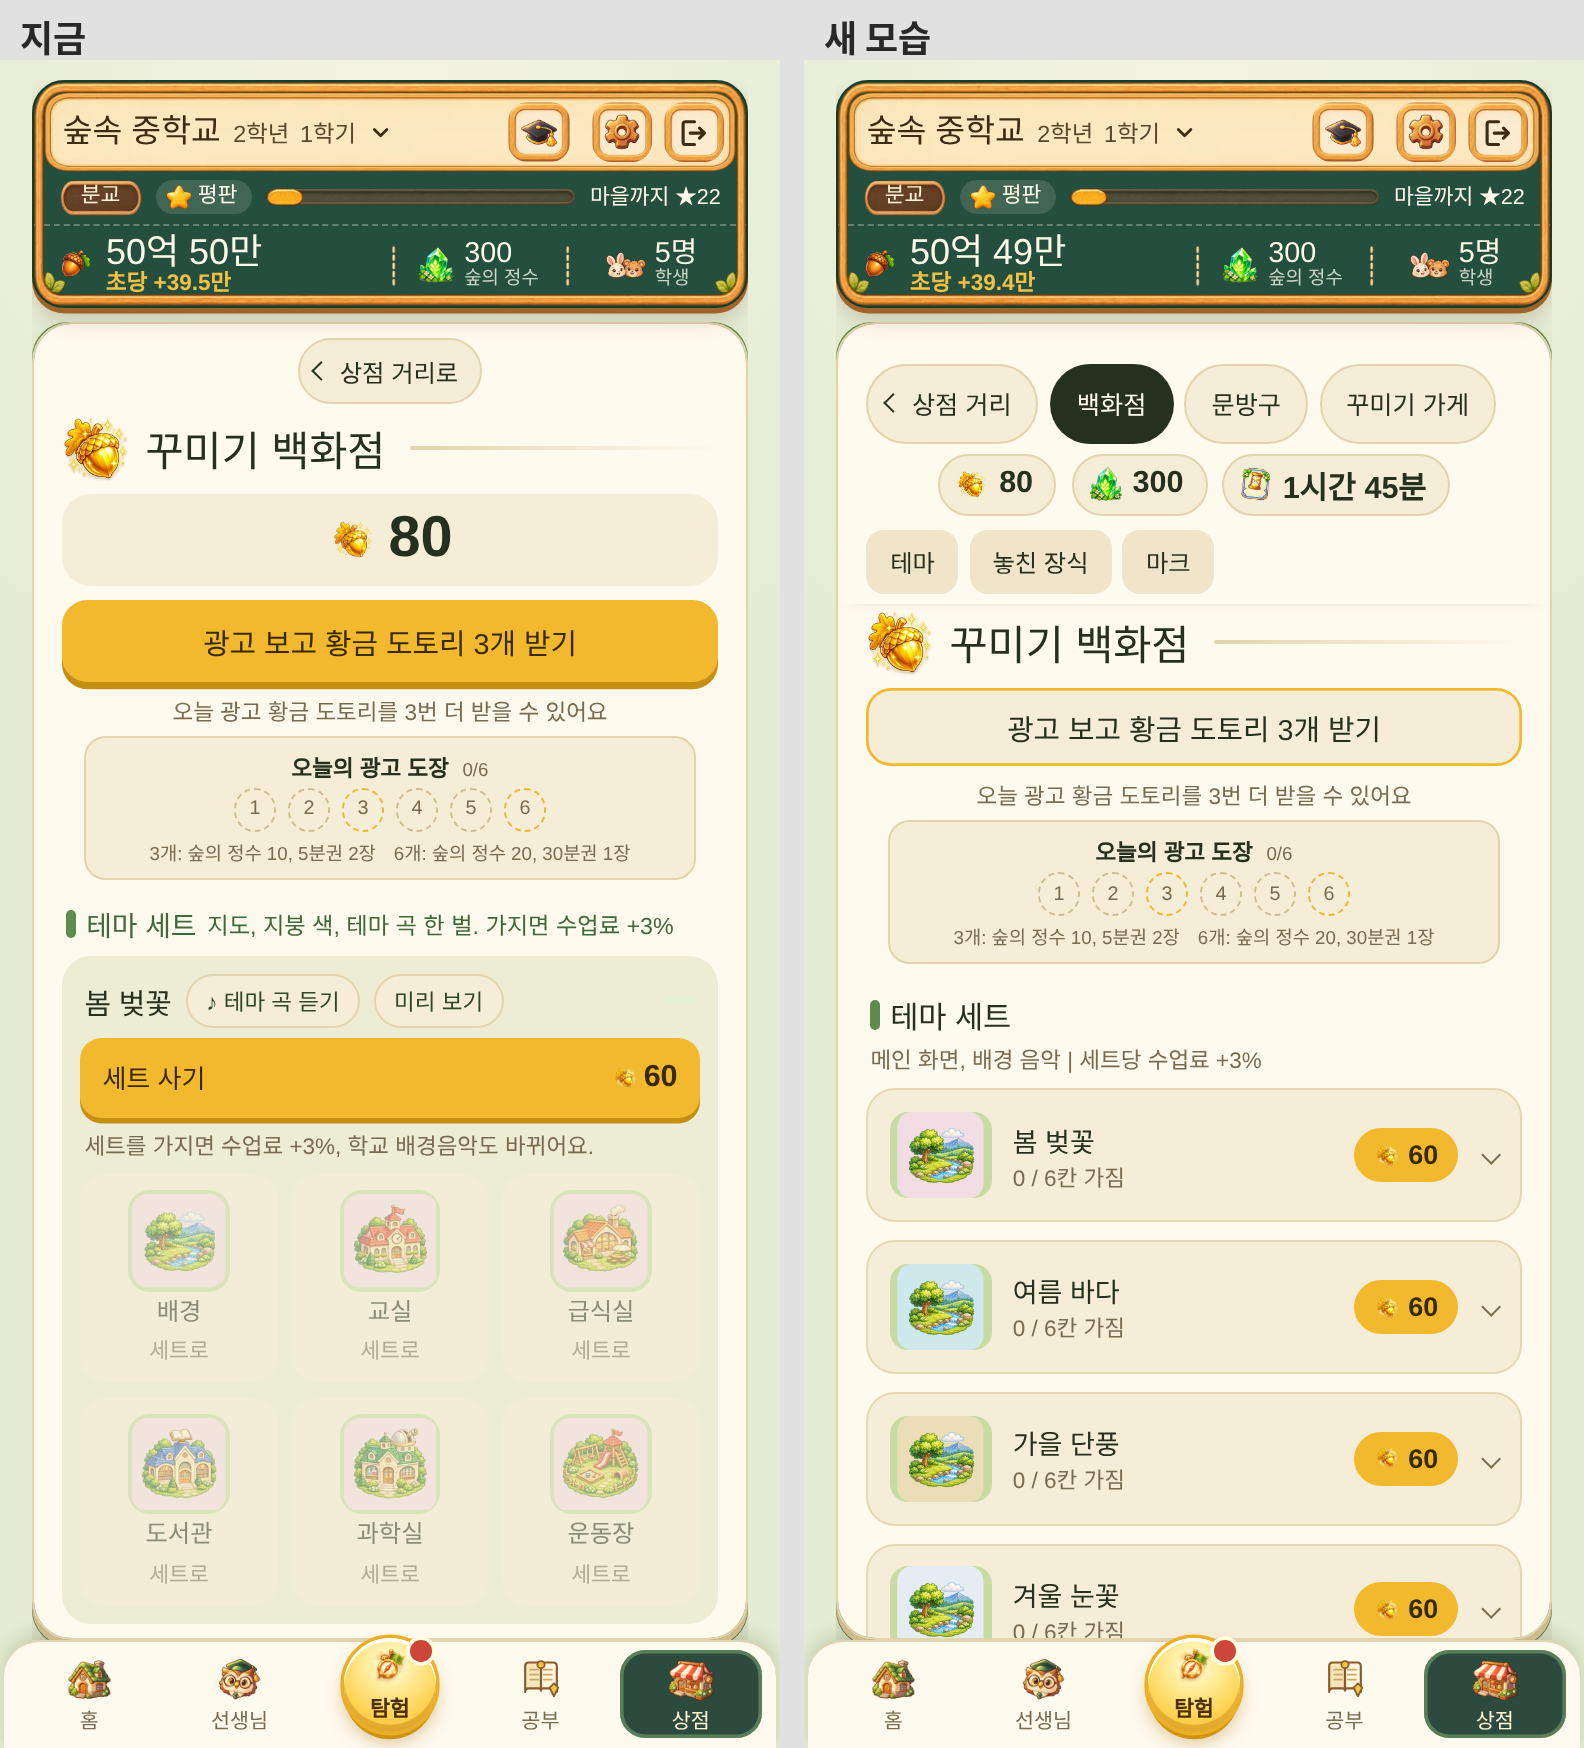 지금
숲속 중학교 2학년 1학기
분교 평판 마을까지 ★22
50억 50만 300 5명
초당 +39.5만 숲의 정수 학생
상점 거리로
꾸미기 백화점
80
광고 보고 황금 도토리 3개 받기
오늘 광고 황금 도토리를 3번 더 받을 수 있어요
오늘의 광고 도장 0/6
1 2 3 4 5 6
3개: 숲의 정수 10, 5분권 2장 6개: 숲의 정수 20, 30분권 1장
테마 세트 지도, 지붕 색, 테마 곡 한 벌. 가지면 수업료 +3%
봄 벚꽃 ♪ 테마 곡 듣기 미리 보기
세트 사기 60
세트를 가지면 수업료 +3%, 학교 배경음악도 바뀌어요.
배경 교실 급식실
세트로 세트로 세트로
도서관 과학실 운동장
세트로 세트로 세트로
홈 선생님 탐험 공부 상점
새 모습
숲속 중학교 2학년 1학기
분교 평판 마을까지 ★22
50억 49만 300 5명
초당 +39.4만 숲의 정수 학생
상점 거리 백화점 문방구 꾸미기 가게
80 300 1시간 45분
테마 놓친 장식 마크
꾸미기 백화점
광고 보고 황금 도토리 3개 받기
오늘 광고 황금 도토리를 3번 더 받을 수 있어요
오늘의 광고 도장 0/6
1 2 3 4 5 6
3개: 숲의 정수 10, 5분권 2장 6개: 숲의 정수 20, 30분권 1장
테마 세트
메인 화면, 배경 음악 | 세트당 수업료 +3%
봄 벚꽃 60
0 / 6칸 가짐
여름 바다 60
0 / 6칸 가짐
가을 단풍 60
0 / 6칸 가짐
겨울 눈꽃 60
0 / 6칸 가짐
홈 선생님 탐험 공부 상점